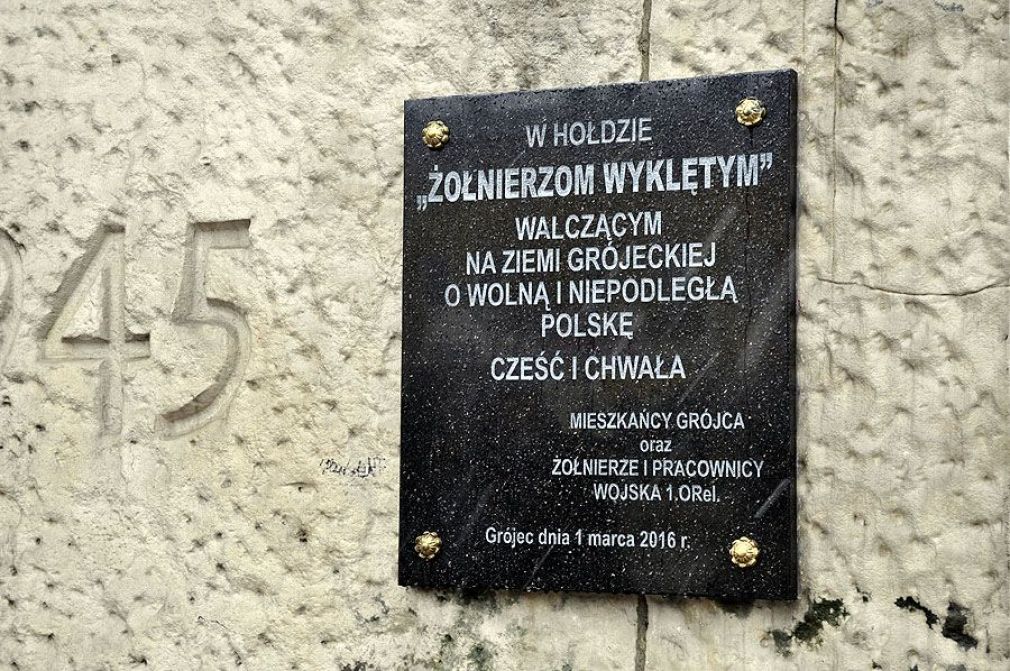 945
W HOŁDZIE
„ŻOŁNIERZOM WYKLĘTYM”
WALCZĄCYM
NA ZIEMI GRÓJECKIEJ
O WOLNĄ I NIEPODLEGŁĄ
POLSKĘ
CZEŚĆ I CHWAŁA
MIESZKAŃCY GRÓJCA
oraz
ŻOŁNIERZE I PRACOWNICY
WOJSKA 1.ORel.
Grójec dnia 1 marca 2016 r.